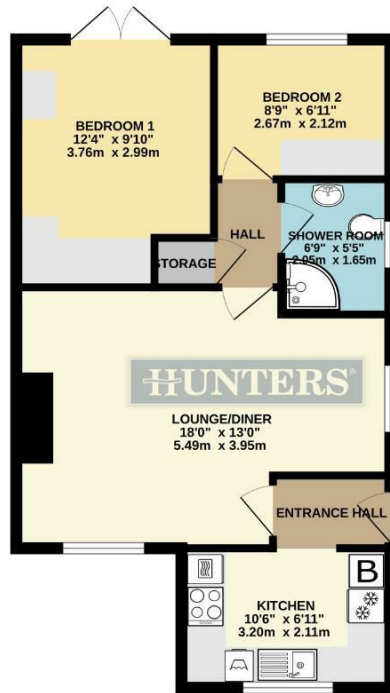 BEDROOM 1
12'4" x 9'10"
3.76m x 2.99m
BEDROOM 2
8'9" x 6'11"
2.67m x 2.12m
HALL
STORAGE
SHOWER ROOM
6'9" x 5'5"
2.05m x 1.65m
HUNTERS®
LOUNGE/DINER
18'0" x 13'0"
5.49m x 3.95m
ENTRANCE HALL
B
KITCHEN
10'6" x 6'11"
3.20m x 2.11m